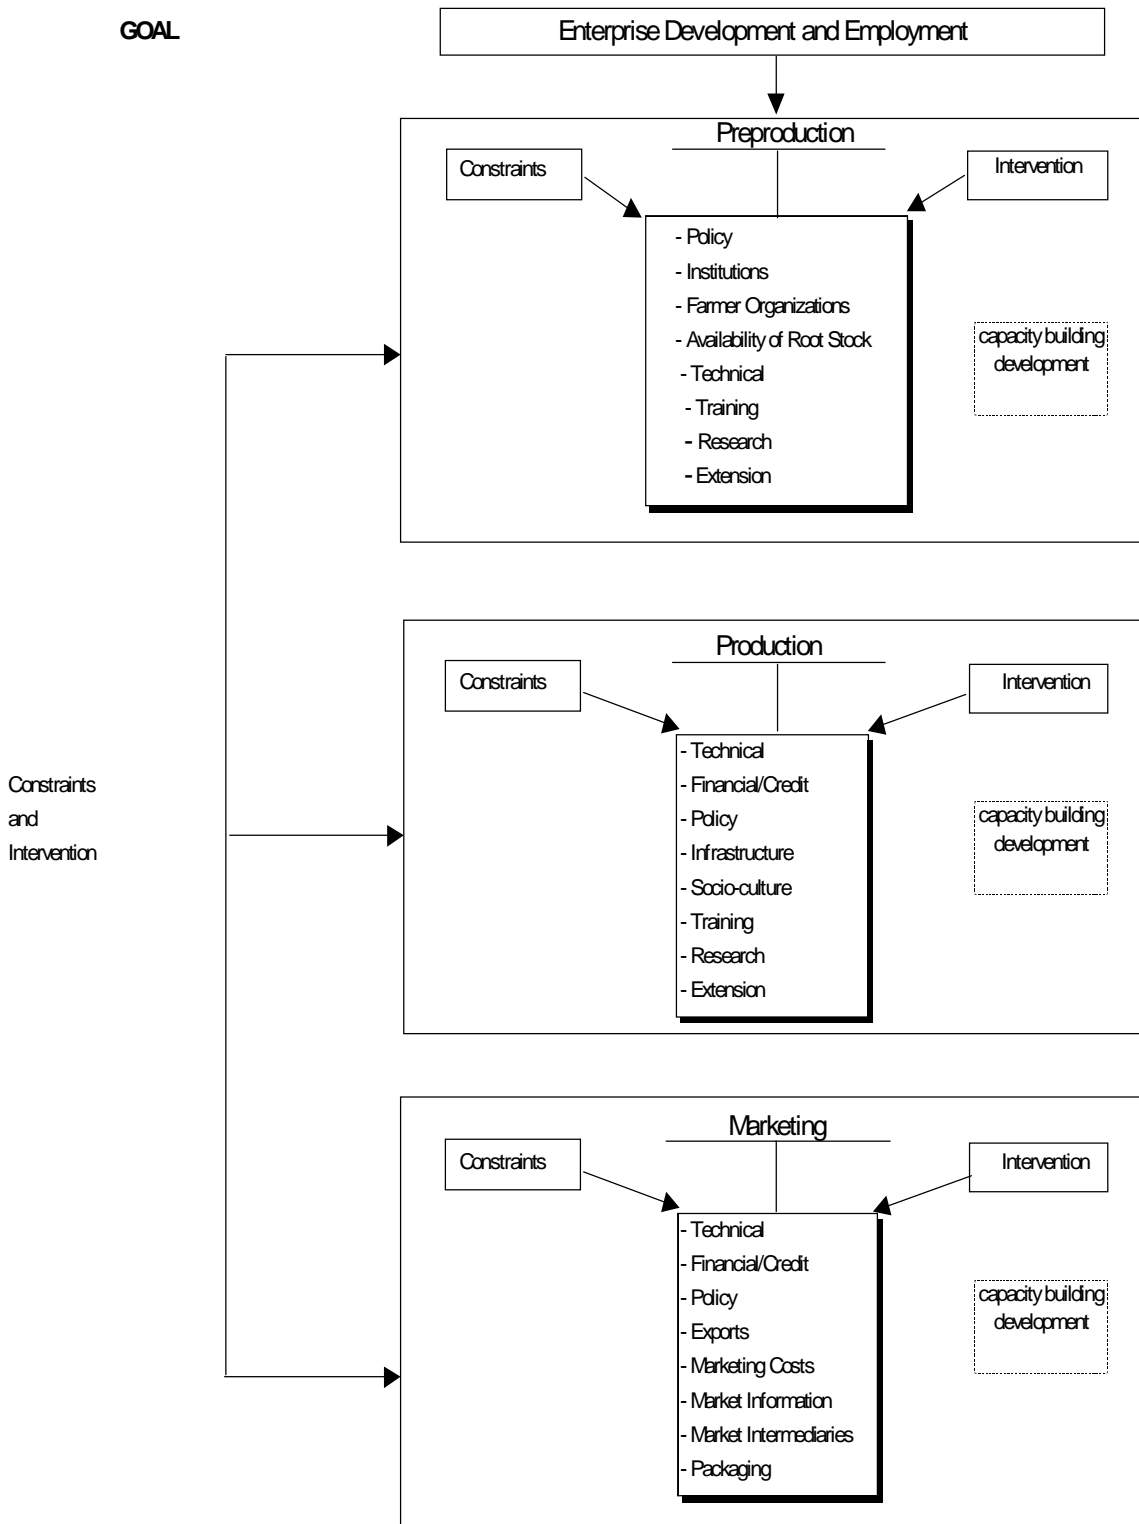 GOAL
Enterprise Development and Employment
Preproduction
Constraints
Intervention
- Policy
- Institutions
- Farmer Organizations
- Availability of Root Stock
- Technical
- Training
- Research
- Extension
capacity building
development
Production
Constraints
Intervention
- Technical
- Financial/Credit
- Policy
- Infrastructure
- Socio-culture
- Training
- Research
- Extension
capacity building
development
Constraints
and
Intervention
Marketing
Constraints
Intervention
- Technical
- Financial/Credit
- Policy
- Exports
- Marketing Costs
- Market Information
- Market Intermediaries
- Packaging
capacity building
development